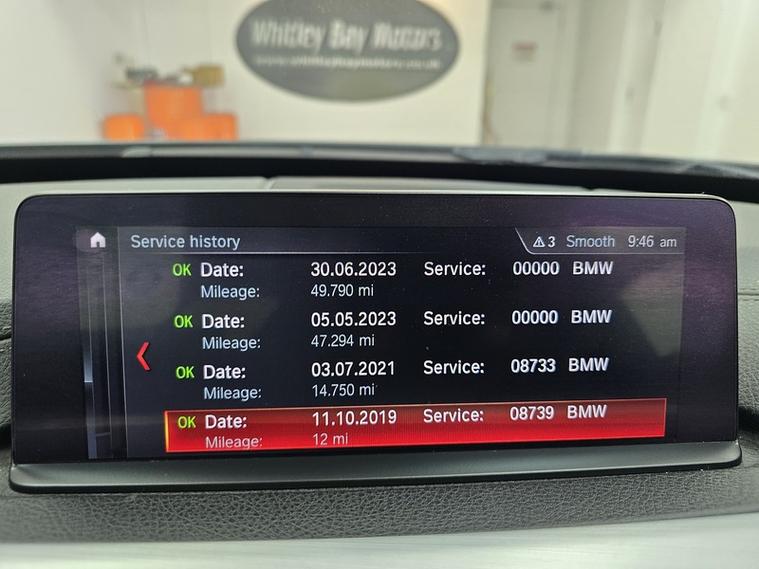 Whitley Bay Motors
Service history
3 Smooth 9:46 am
OK Date: 30.06.2023 Service: 00000 BMW
Mileage: 49.790 mi
OK Date: 05.05.2023 Service: 00000 BMW
Mileage: 47.294 mi
OK Date: 03.07.2021 Service: 08733 BMW
Mileage: 14.750 mi
OK Date: 11.10.2019 Service: 08739 BMW
Mileage: 12 mi